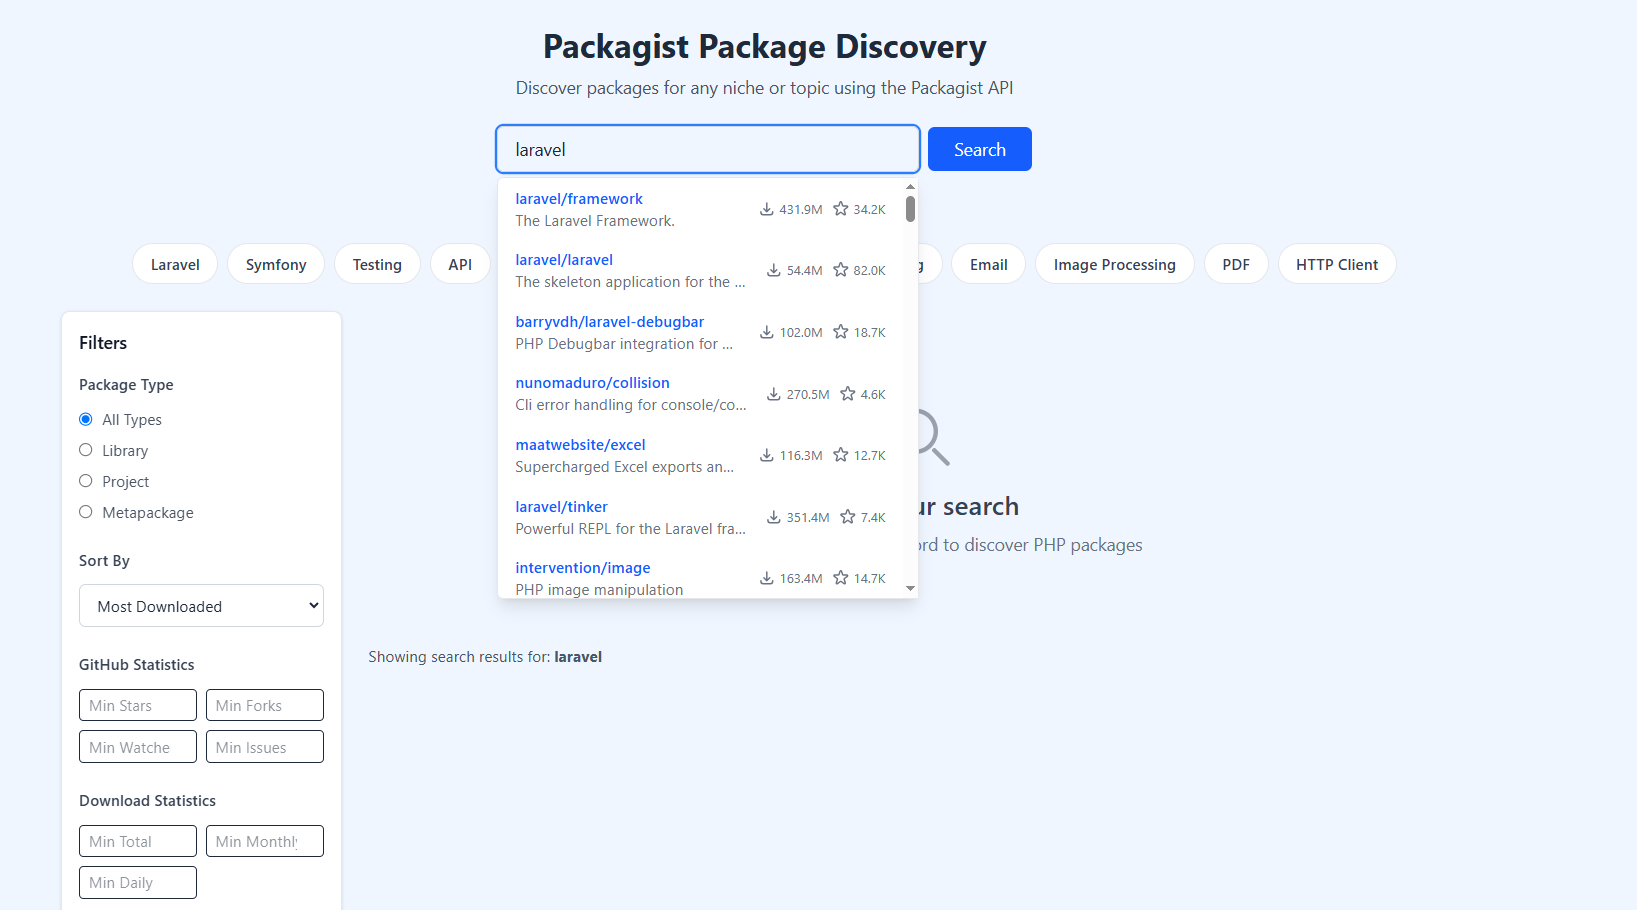 Packagist Package Discovery
Discover packages for any niche or topic using the Packagist API
laravel
Search
laravel/framework
The Laravel Framework.
431.9M 34.2K
laravel/laravel
The skeleton application for the ...
54.4M 82.0K
barryvdh/laravel-debugbar
PHP Debugbar integration for ...
102.0M 18.7K
nunomaduro/collision
Cli error handling for console/co...
270.5M 4.6K
maatwebsite/excel
Supercharged Excel exports an...
116.3M 12.7K
laravel/tinker
Powerful REPL for the Laravel fra...
351.4M 7.4K
intervention/image
PHP image manipulation
163.4M 14.7K
Laravel Symfony Testing API Email Image Processing PDF HTTP Client
Filters
Package Type
All Types
Library
Project
Metapackage
Sort By
Most Downloaded
GitHub Statistics
Min Stars Min Forks
Min Watche Min Issues
Download Statistics
Min Total Min Monthly
Min Daily
search
to discover PHP packages
Showing search results for: laravel